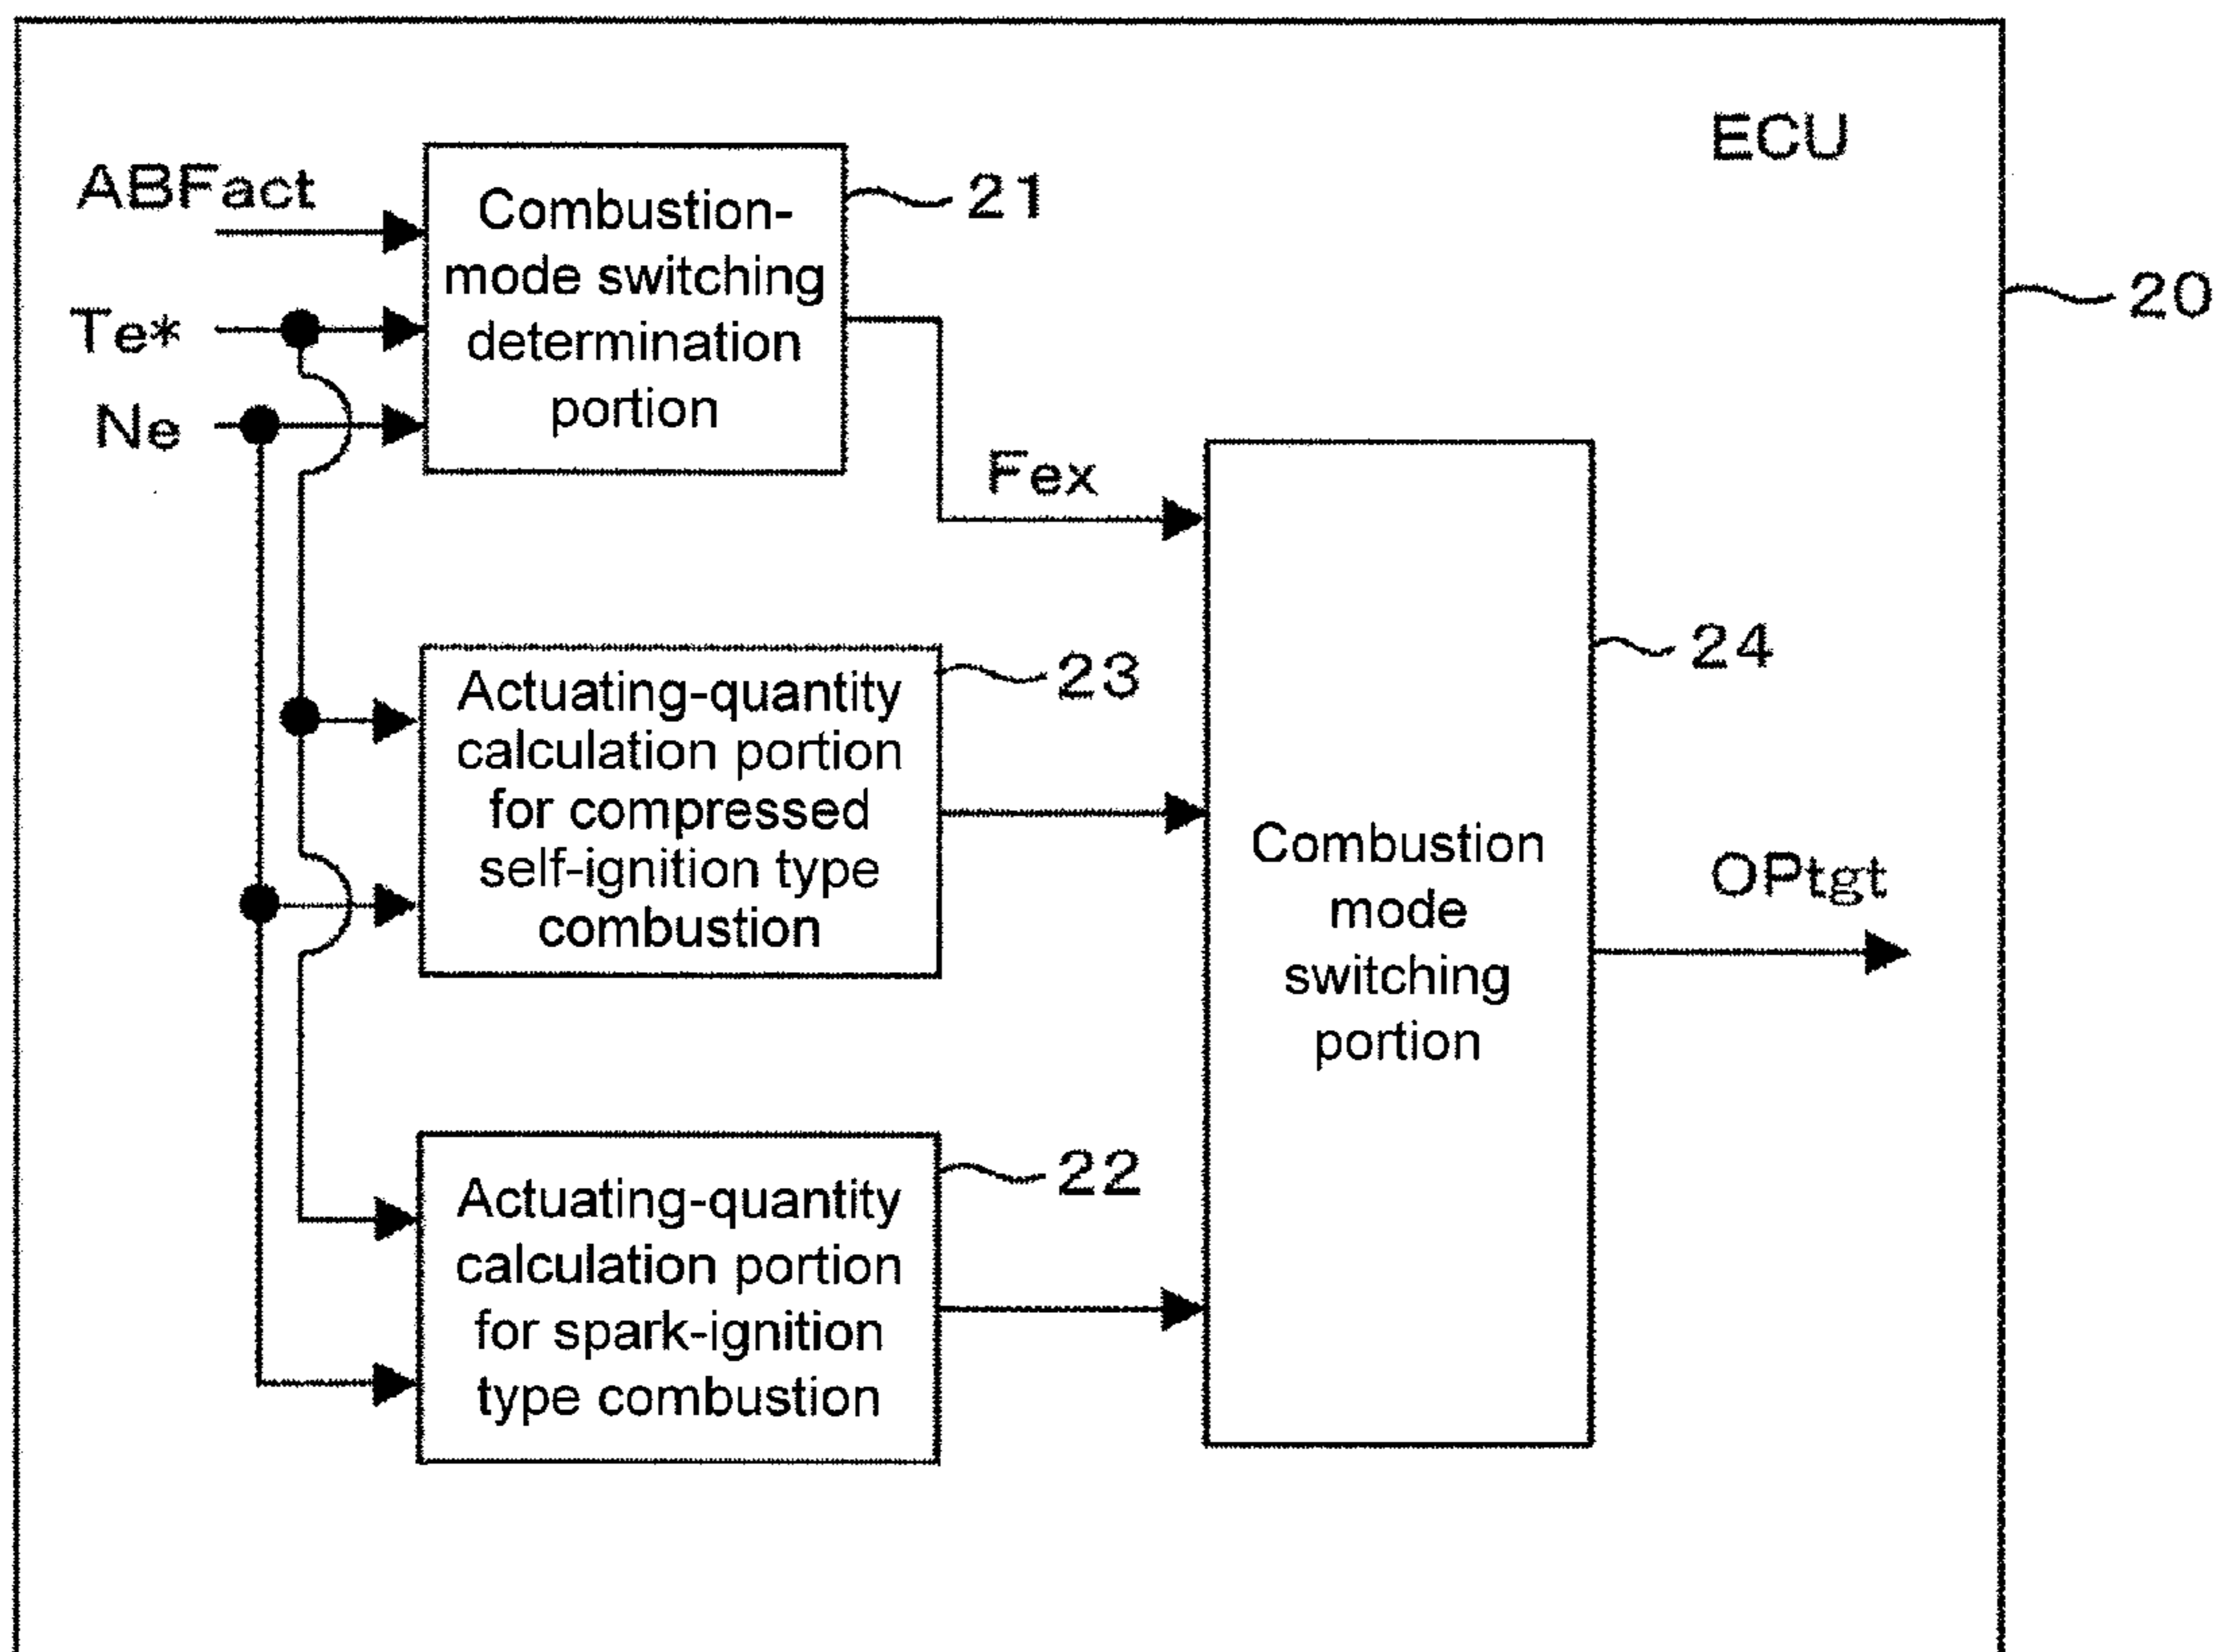 ECU
ABFact
Te*
Ne
Combustion-
mode switching
determination
portion
21
20
Fex
Actuating-quantity
calculation portion
for compressed
self-ignition type
combustion
23
24
Combustion
mode
switching
portion
OPtgt
Actuating-quantity
calculation portion
for spark-ignition
type combustion
22